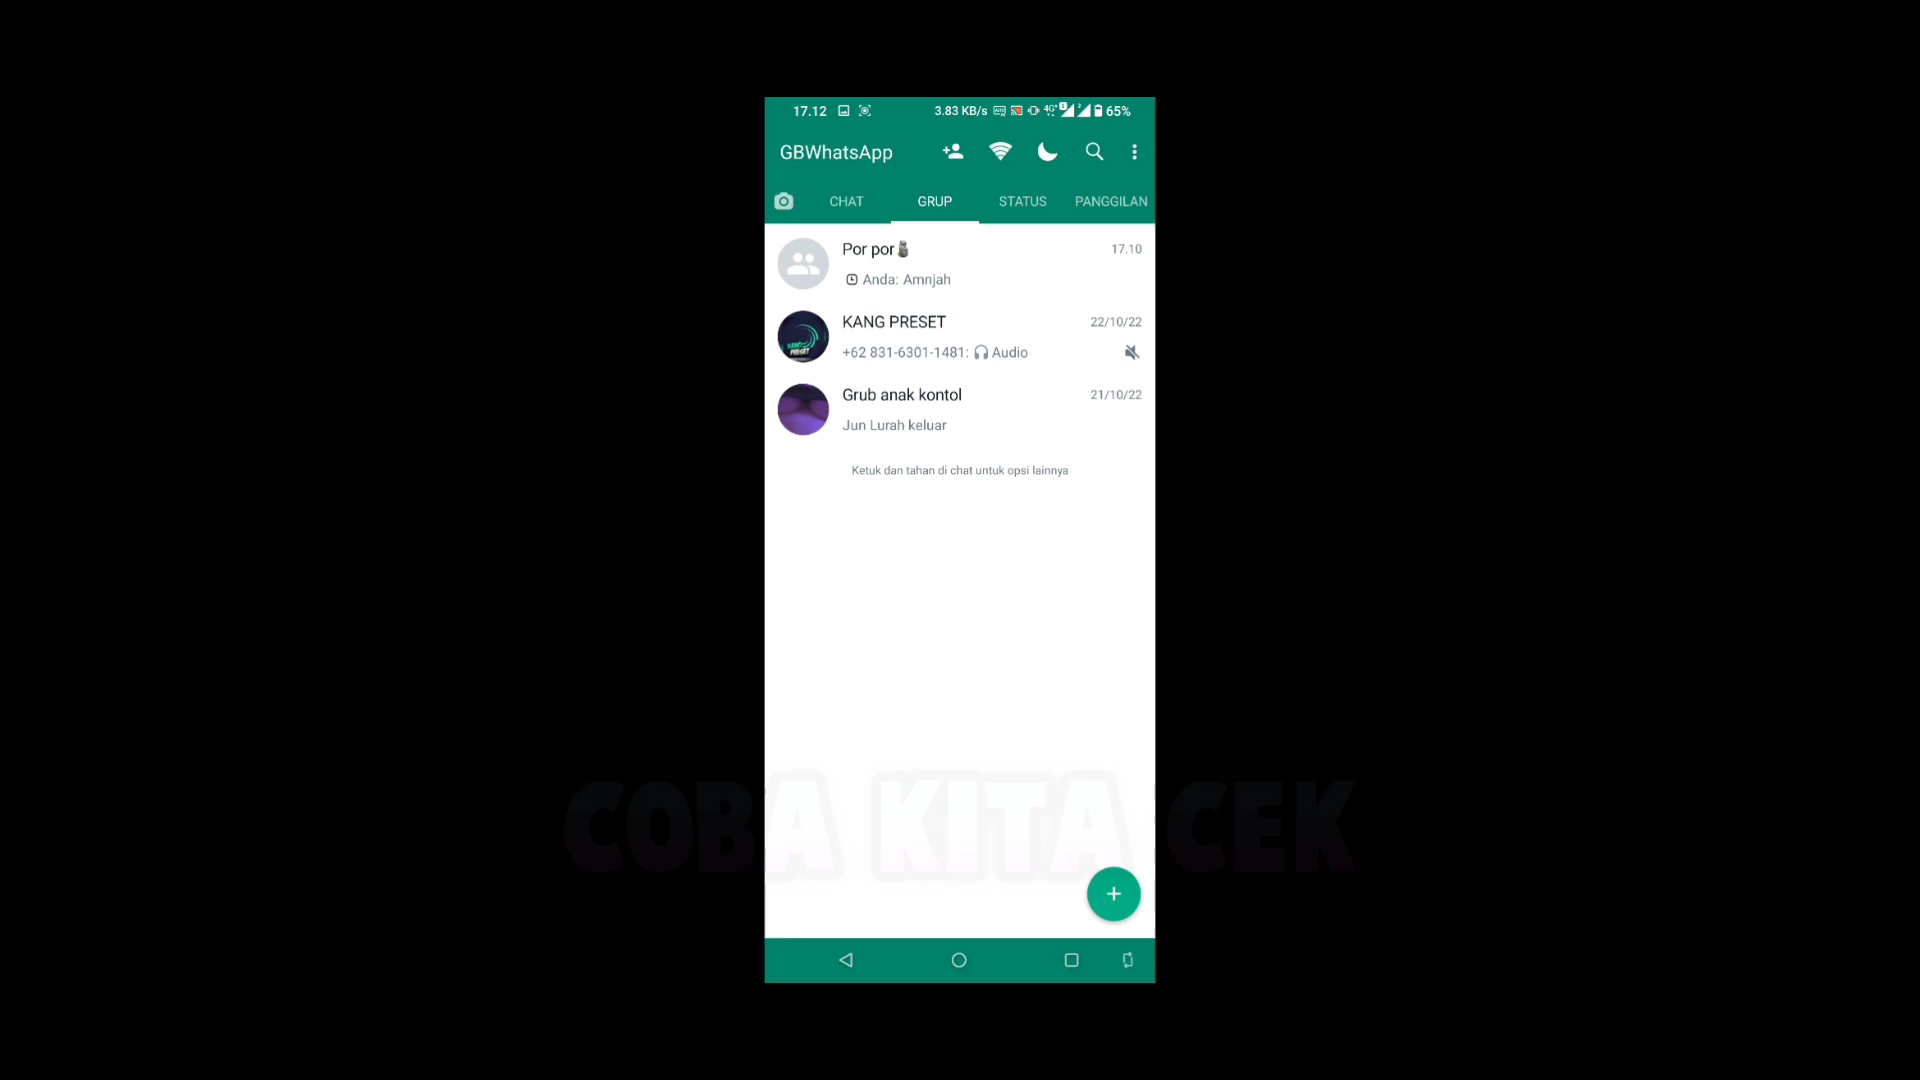 17.12 3.83 KB/s 4G+ 65%
GBWhatsApp
CHAT GRUP STATUS PANGGILAN
Por por🗿 17.10
Anda: Amnjah
KANG PRESET 22/10/22
+62 831-6301-1481: 🎧 Audio
Grub anak kontol 21/10/22
Jun Lurah keluar
Ketuk dan tahan di chat untuk opsi lainnya
COBA KITA CEK